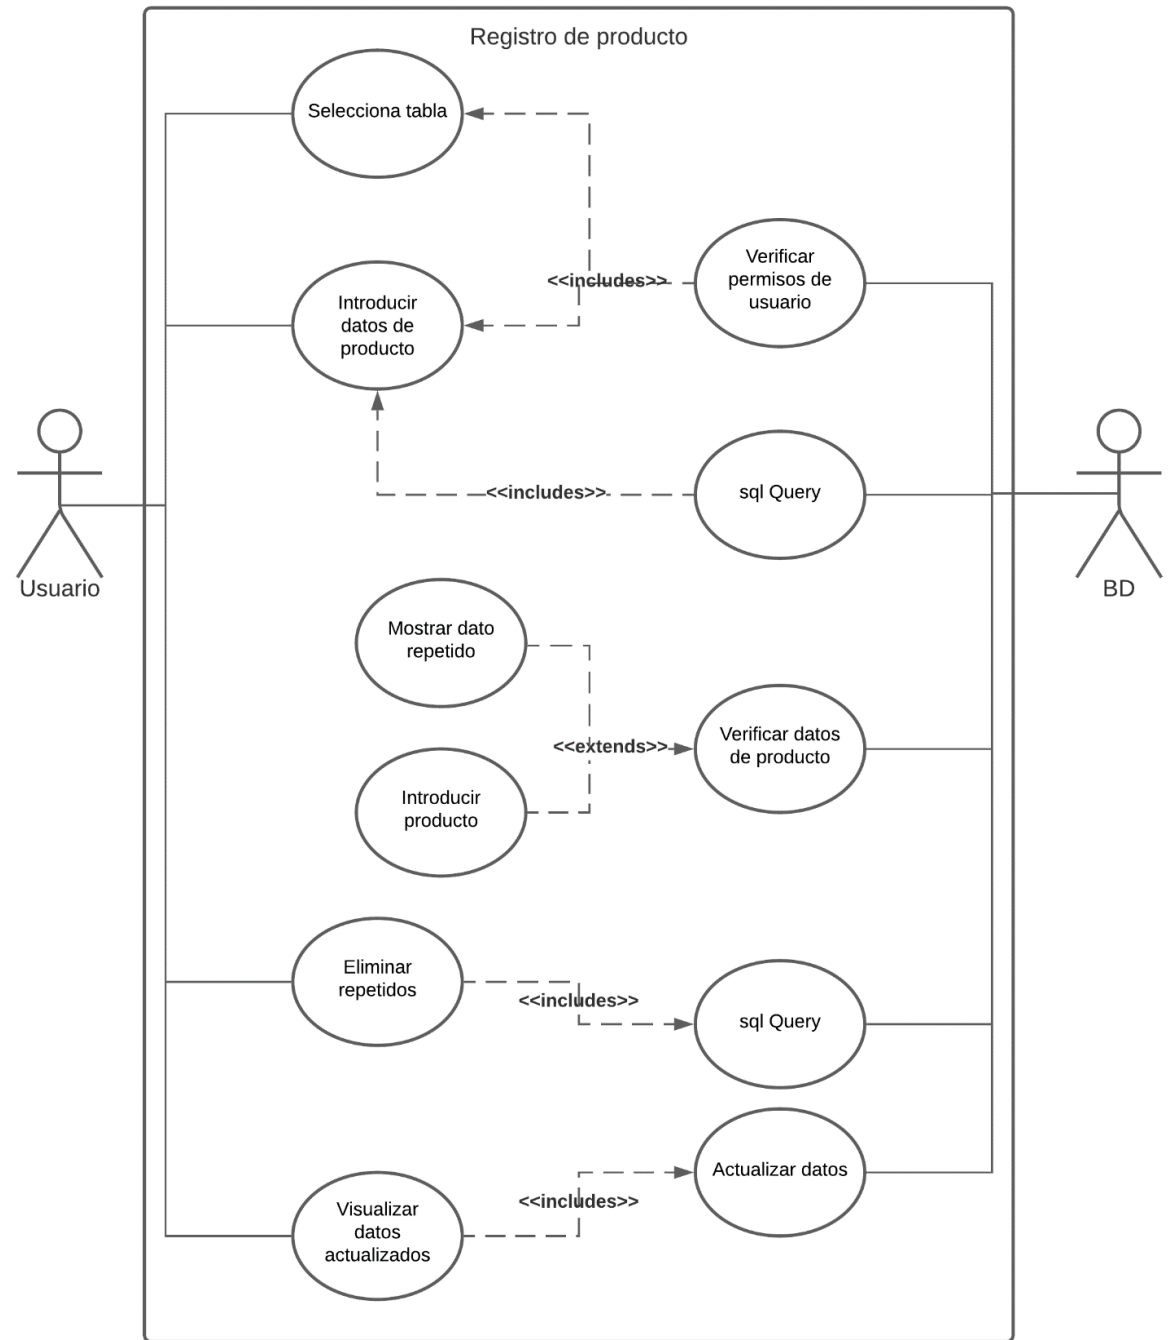 Registro de producto
Selecciona tabla
Verificar
permisos de
usuario
<<includes>>
Introducir
datos de
producto
sql Query
<<includes>>
Usuario
BD
Mostrar dato
repetido
Verificar datos
de producto
<<extends>>
Introducir
producto
Eliminar
repetidos
<<includes>>
sql Query
Actualizar datos
<<includes>>
Visualizar
datos
actualizados